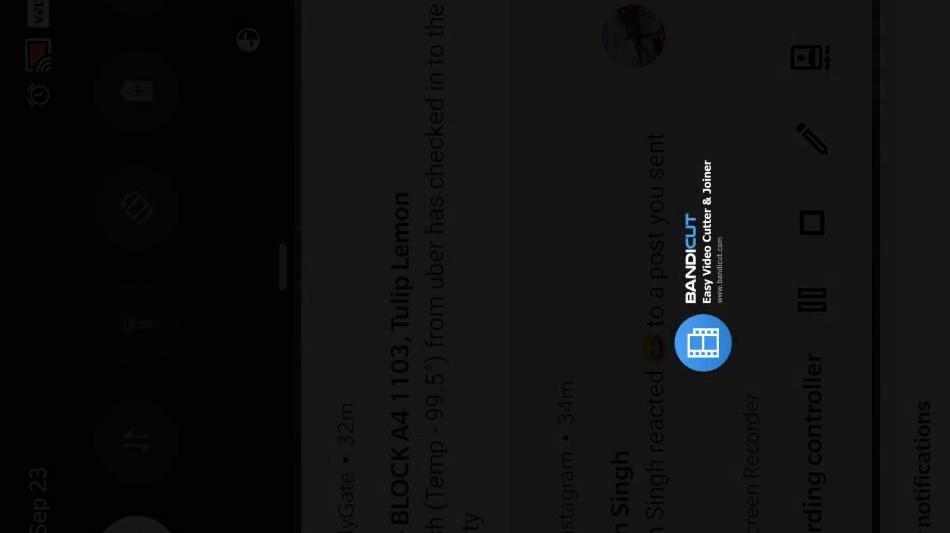 Sep 23
yGate • 32m
BLOCK A4 1103, Tulip Lemon
h (Temp - 99.5°) from uber has checked in to the
ty
stagram • 34m
n Singh
n Singh reacted 😍 to a post you sent
BANDICUT
Easy Video Cutter & Joiner
www.bandicut.com
creen Recorder
rding controller
notifications